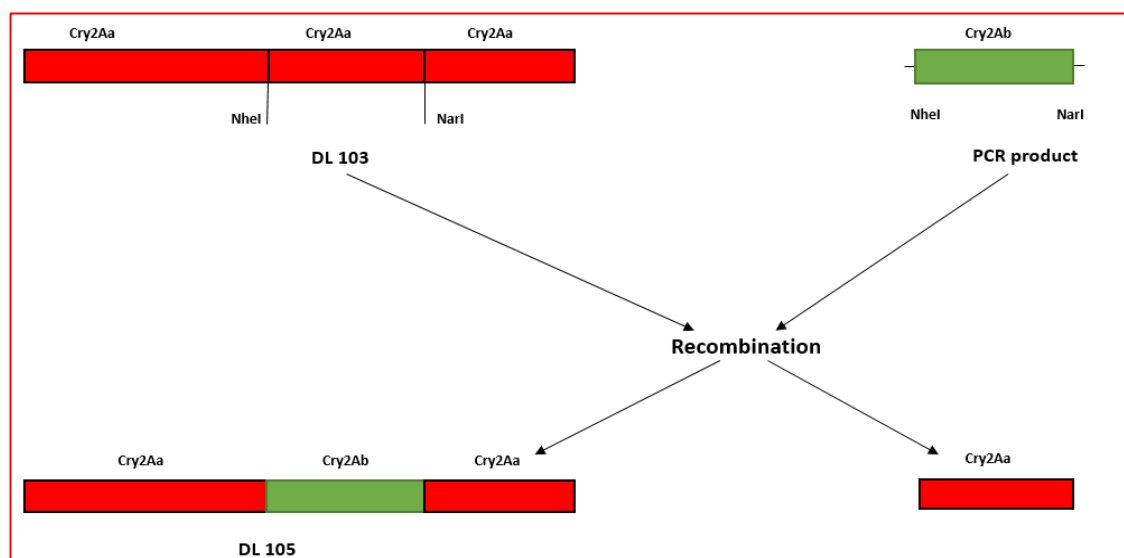 Cry2Aa Cry2Aa Cry2Aa Cry2Ab
NheI NarI NheI NarI
DL 103 PCR product
Recombination
Cry2Aa Cry2Ab Cry2Aa Cry2Aa
DL 105